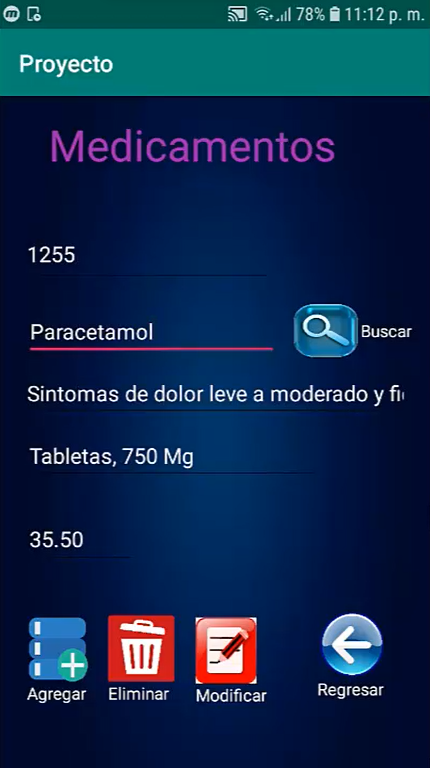 78% 11:12 p. m.
Proyecto
Medicamentos
1255
Paracetamol
Buscar
Sintomas de dolor leve a moderado y fi
Tabletas, 750 Mg
35.50
Agregar Eliminar Modificar Regresar